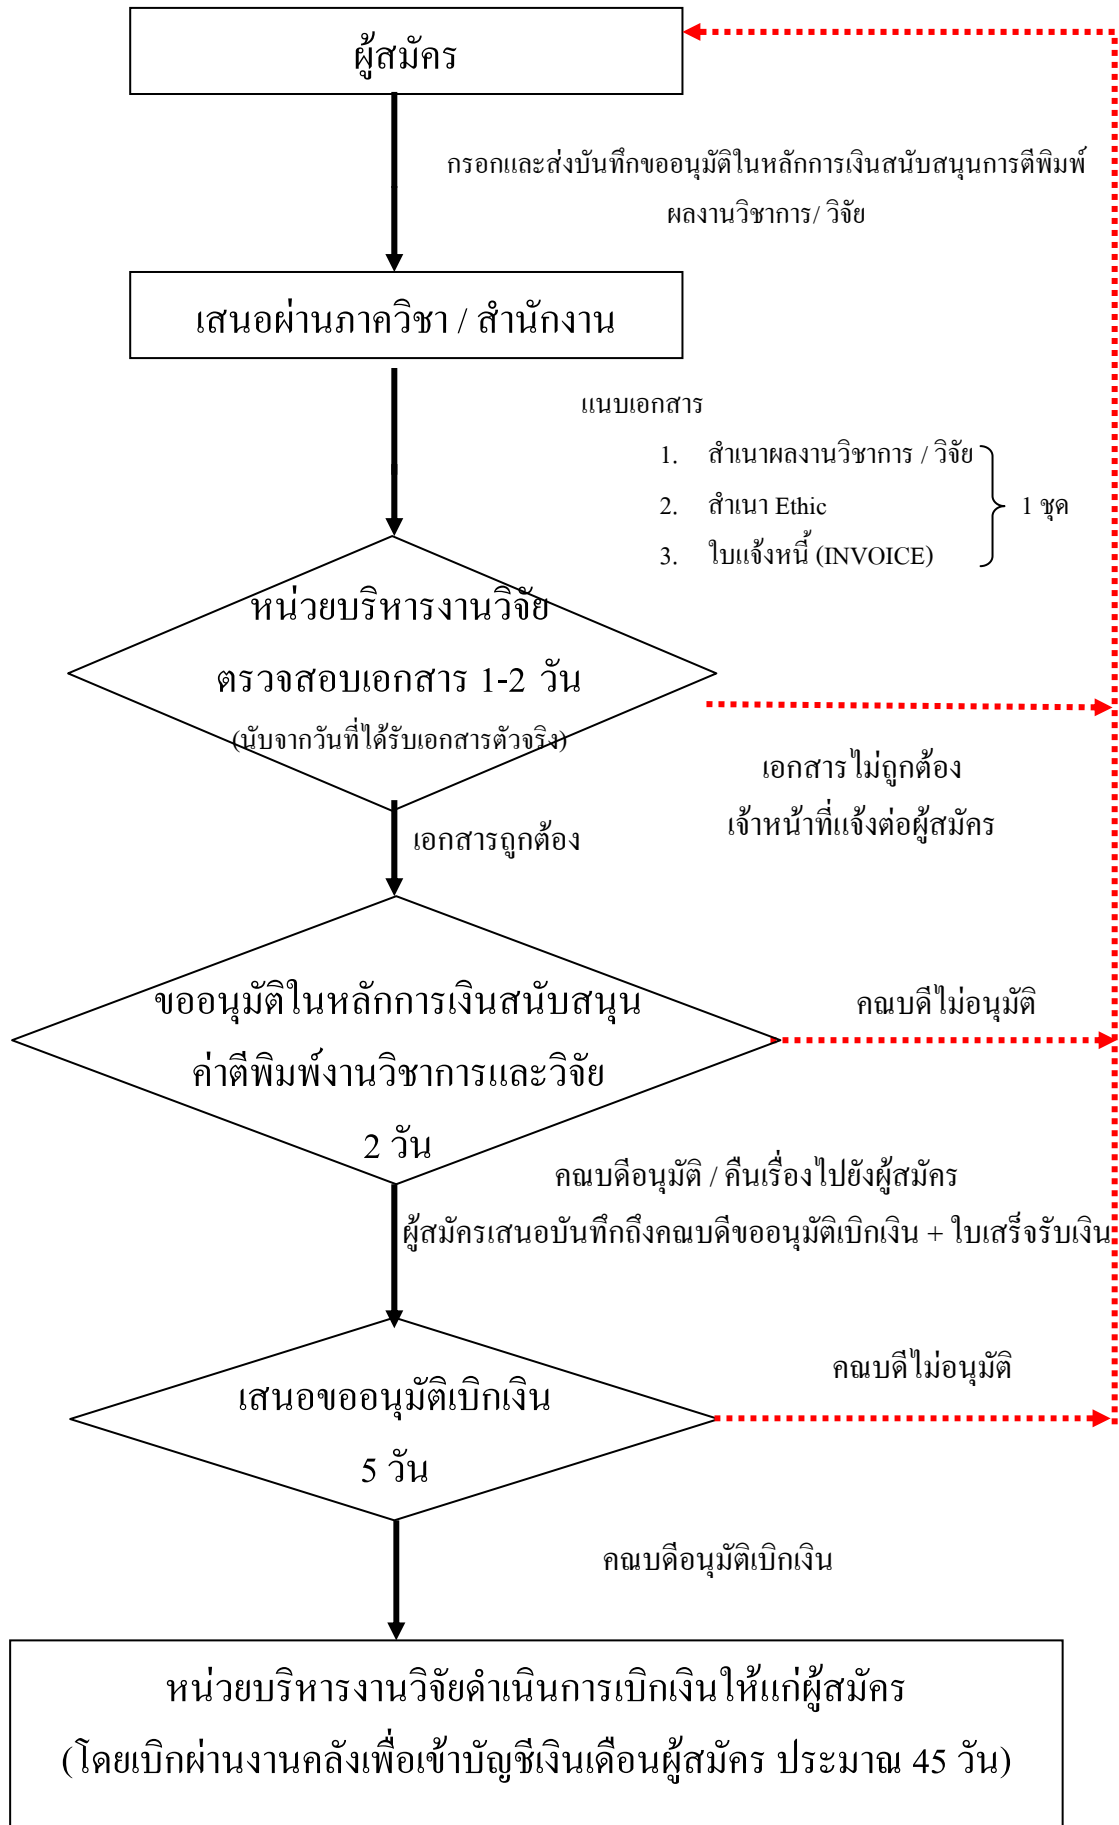 ผู้สมัคร
กรอกและส่งบันทึกขออนุมัติในหลักการเงินสนับสนุนการตีพิมพ์
ผลงานวิชาการ/ วิจัย
เสนอผ่านภาควิชา / สำนักงาน
แนบเอกสาร
1. สำเนาผลงานวิชาการ / วิจัย
2. สำเนา Ethic
1 ชุด
3. ใบแจ้งหนี้ (INVOICE)
หน่วยบริหารงานวิจัย
ตรวจสอบเอกสาร 1-2 วัน
(นับจากวันที่ได้รับเอกสารตัวจริง)
เอกสารไม่ถูกต้อง
เจ้าหน้าที่แจ้งต่อผู้สมัคร
เอกสารถูกต้อง
ขออนุมัติในหลักการเงินสนับสนุน
ค่าตีพิมพ์งานวิชาการและวิจัย
2 วัน
คณบดีไม่อนุมัติ
คณบดีอนุมัติ / คืนเรื่องไปยังผู้สมัคร
ผู้สมัครเสนอบันทึกถึงคณบดีขออนุมัติเบิกเงิน + ใบเสร็จรับเงิน
เสนอขออนุมัติเบิกเงิน
5 วัน
คณบดีไม่อนุมัติ
คณบดีอนุมัติเบิกเงิน
หน่วยบริหารงานวิจัยดำเนินการเบิกเงินให้แก่ผู้สมัคร
(โดยเบิกผ่านงานคลังเพื่อเข้าบัญชีเงินเดือนผู้สมัคร ประมาณ 45 วัน)